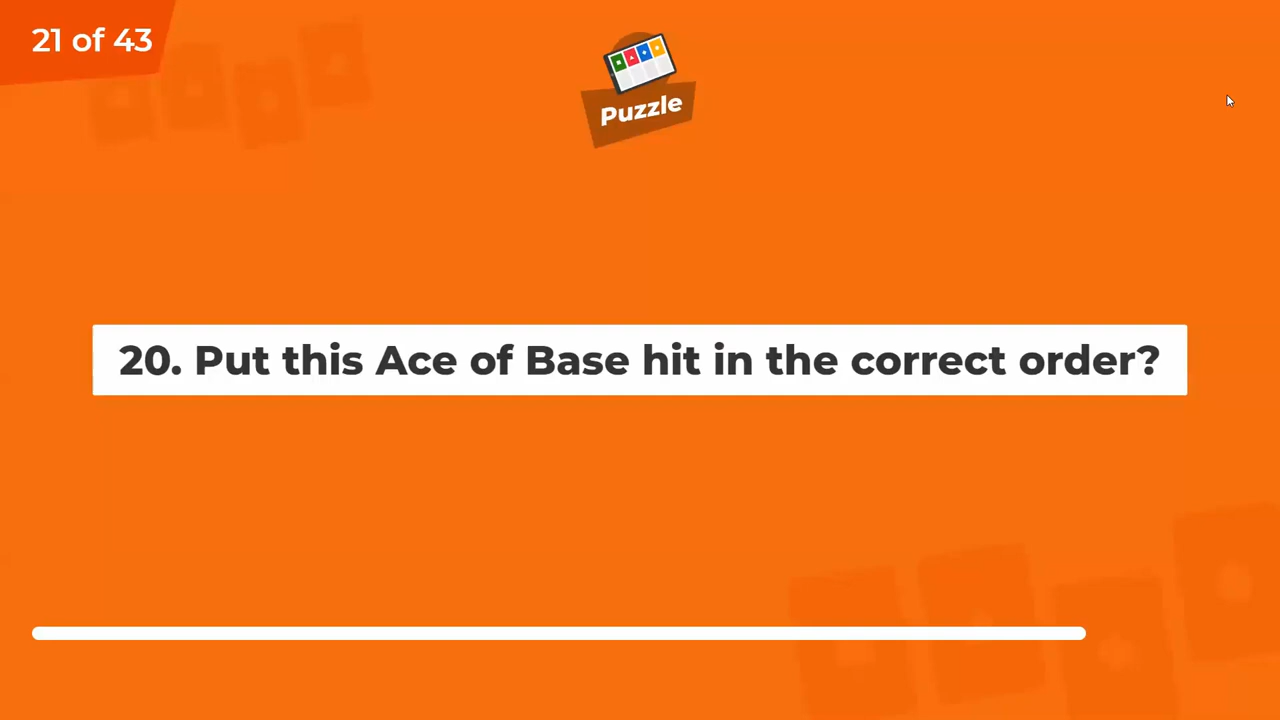 21 of 43
Puzzle
20. Put this Ace of Base hit in the correct order?